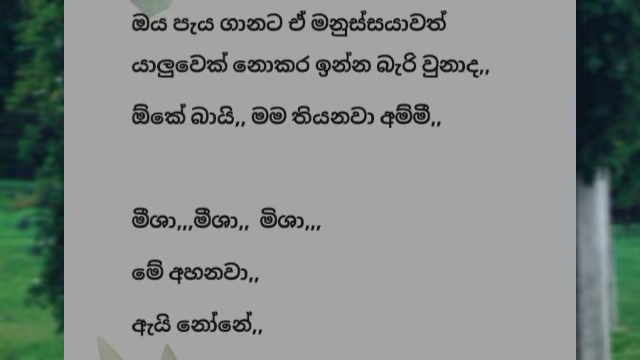 ඔය පැය ගානට ඒ මනුස්සයාවත්
යාලුවෙක් නොකර ඉන්න බැරි වුනාද,,
ඕකේ බායි,, මම තියනවා අම්මී,,
මීශා,,,මීශා,, මිශා,,,
මේ අහනවා,,
ඇයි නෝනේ,,